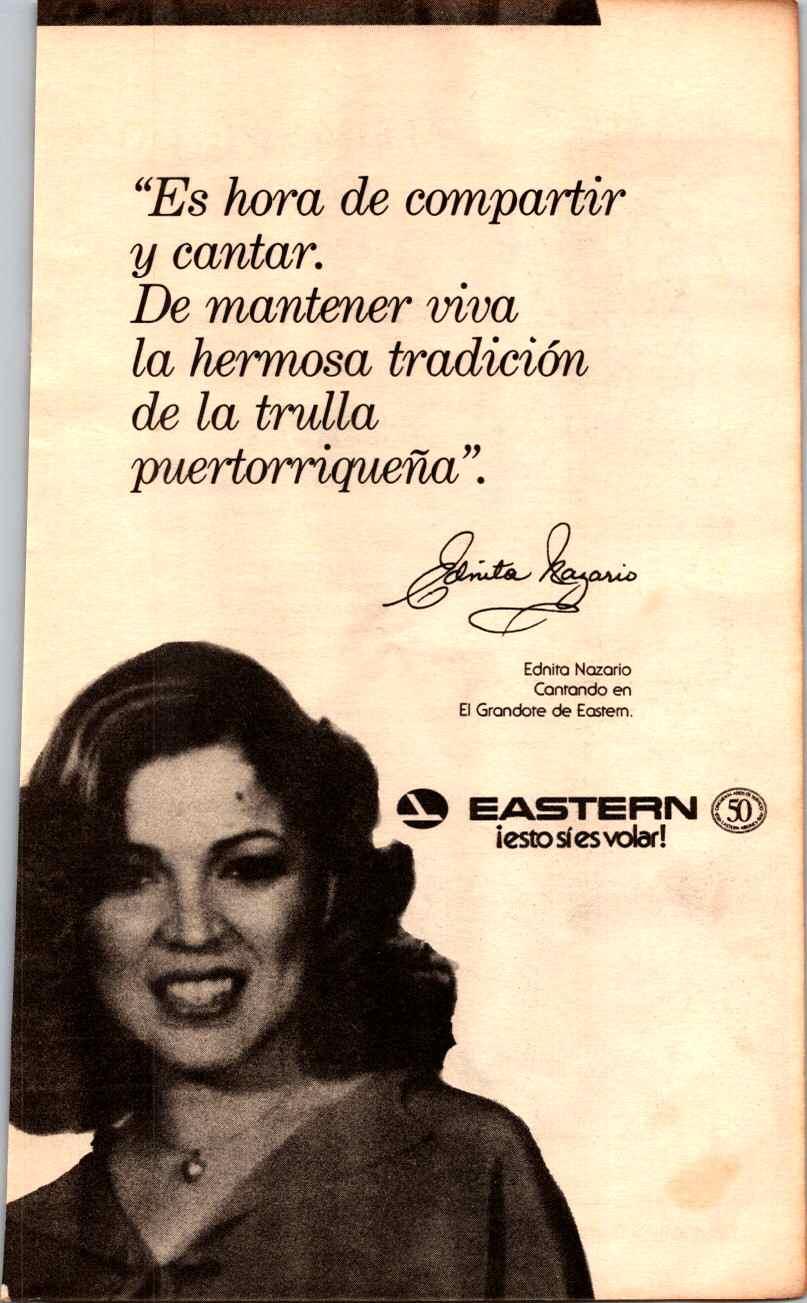 “Es hora de compartir
y cantar.
De mantener viva
la hermosa tradición
de la trulla
puertorriqueña”.
Ednita Nazario
Ednita Nazario
Cantando en
El Grandote de Eastern.
EASTERN
¡esto sí es volar!
50